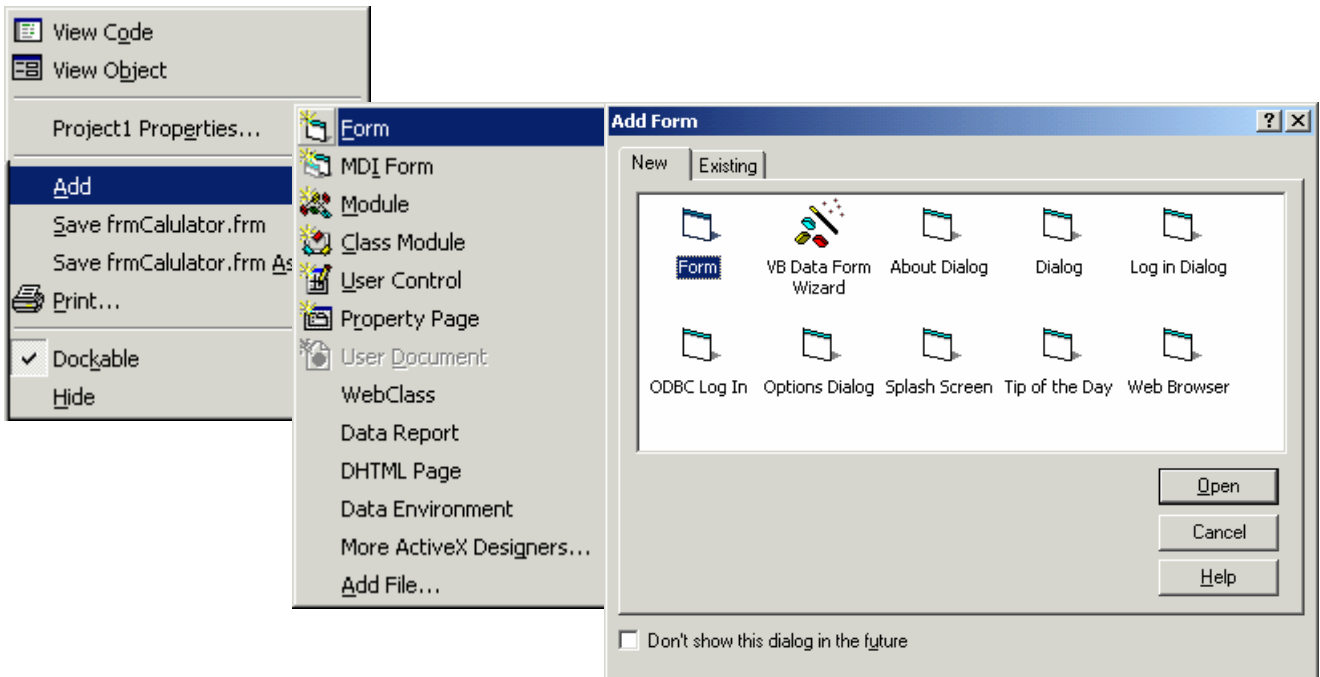 View Code
View Object
Project1 Properties...
Add
Save frmCalulator.frm
Save frmCalulator.frm As
Print...
Dockable
Hide
Form
MDI Form
Module
Class Module
User Control
Property Page
User Document
WebClass
Data Report
DHTML Page
Data Environment
More ActiveX Designers...
Add File...
Add Form
New Existing
Form VB Data Form About Dialog Dialog Log in Dialog
Wizard
ODBC Log In Options Dialog Splash Screen Tip of the Day Web Browser
Open
Cancel
Help
Don't show this dialog in the future